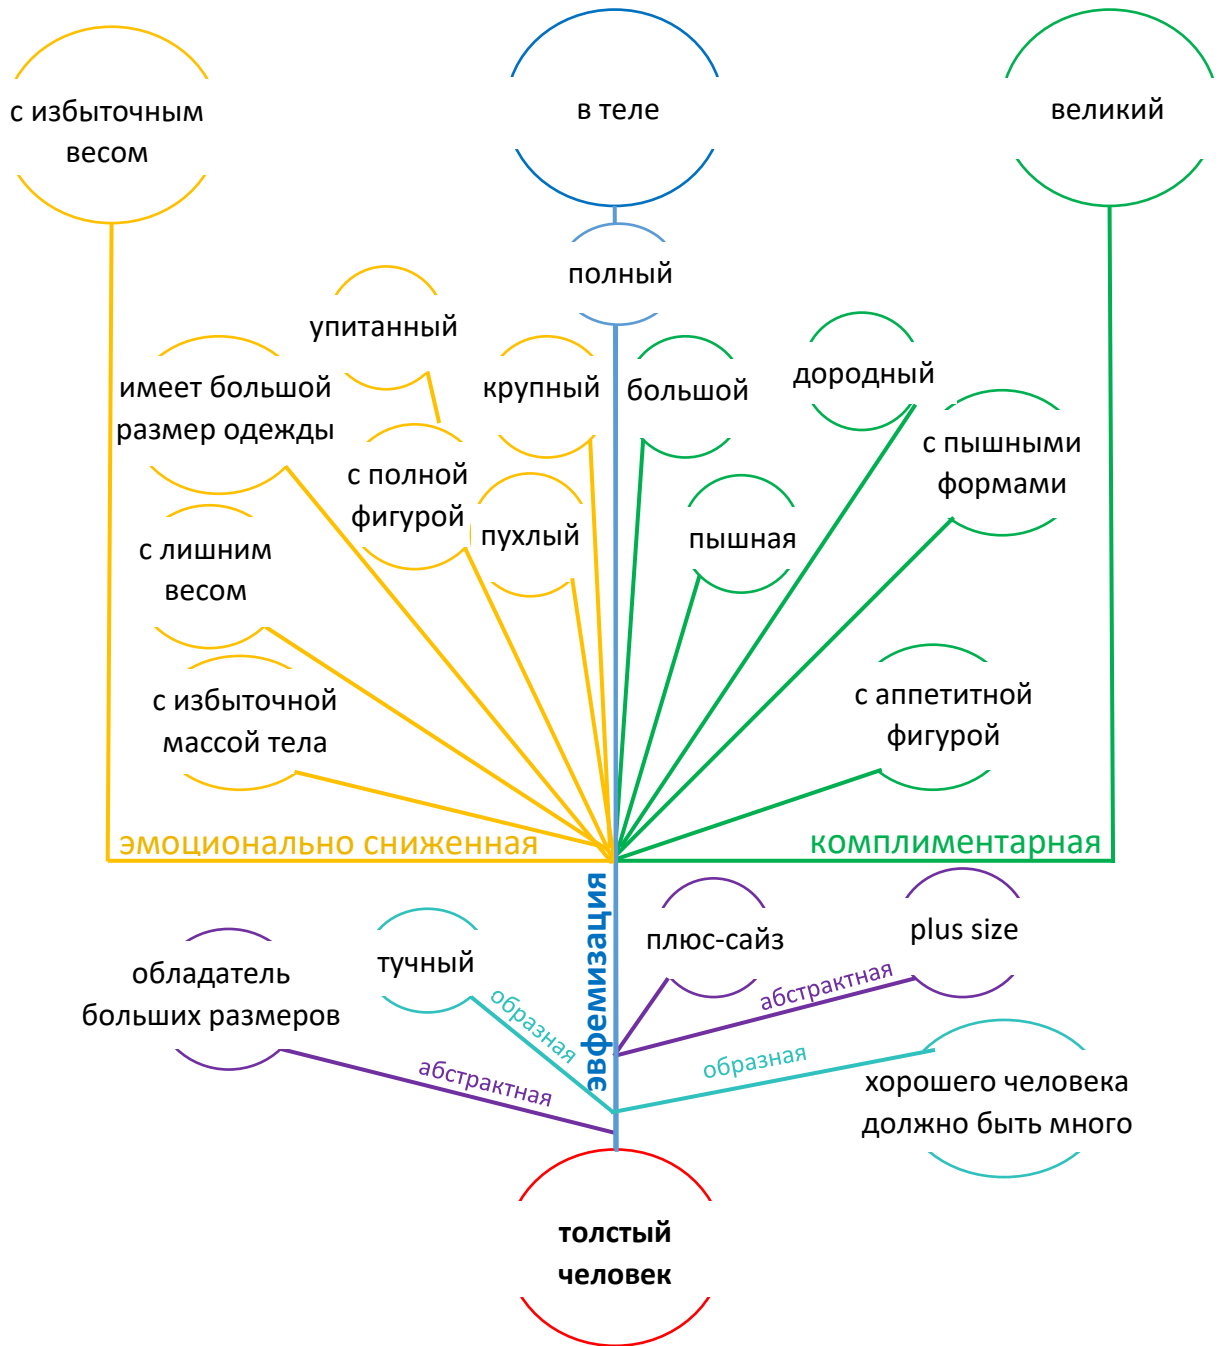 с избыточным
весом
в теле
великий
полный
упитанный
имеет большой
размер одежды
крупный
большой
дородный
с полной
фигурой
с пышными
формами
пухлый
пышная
с лишним
весом
с избыточной
массой тела
с аппетитной
фигурой
эмоционально сниженная
комплиментарная
эвфемизация
обладатель
больших размеров
тучный
плюс-сайз
plus size
абстрактная
образная
абстрактная
образная
хорошего человека
должно быть много
толстый
человек